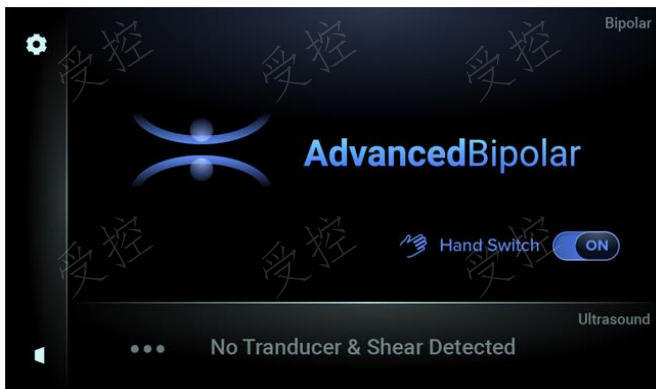 Bipolar
受控 受控 受控
AdvancedBipolar
受控 受控 受控
Hand Switch ON
Ultrasound
No Tranducer & Shear Detected